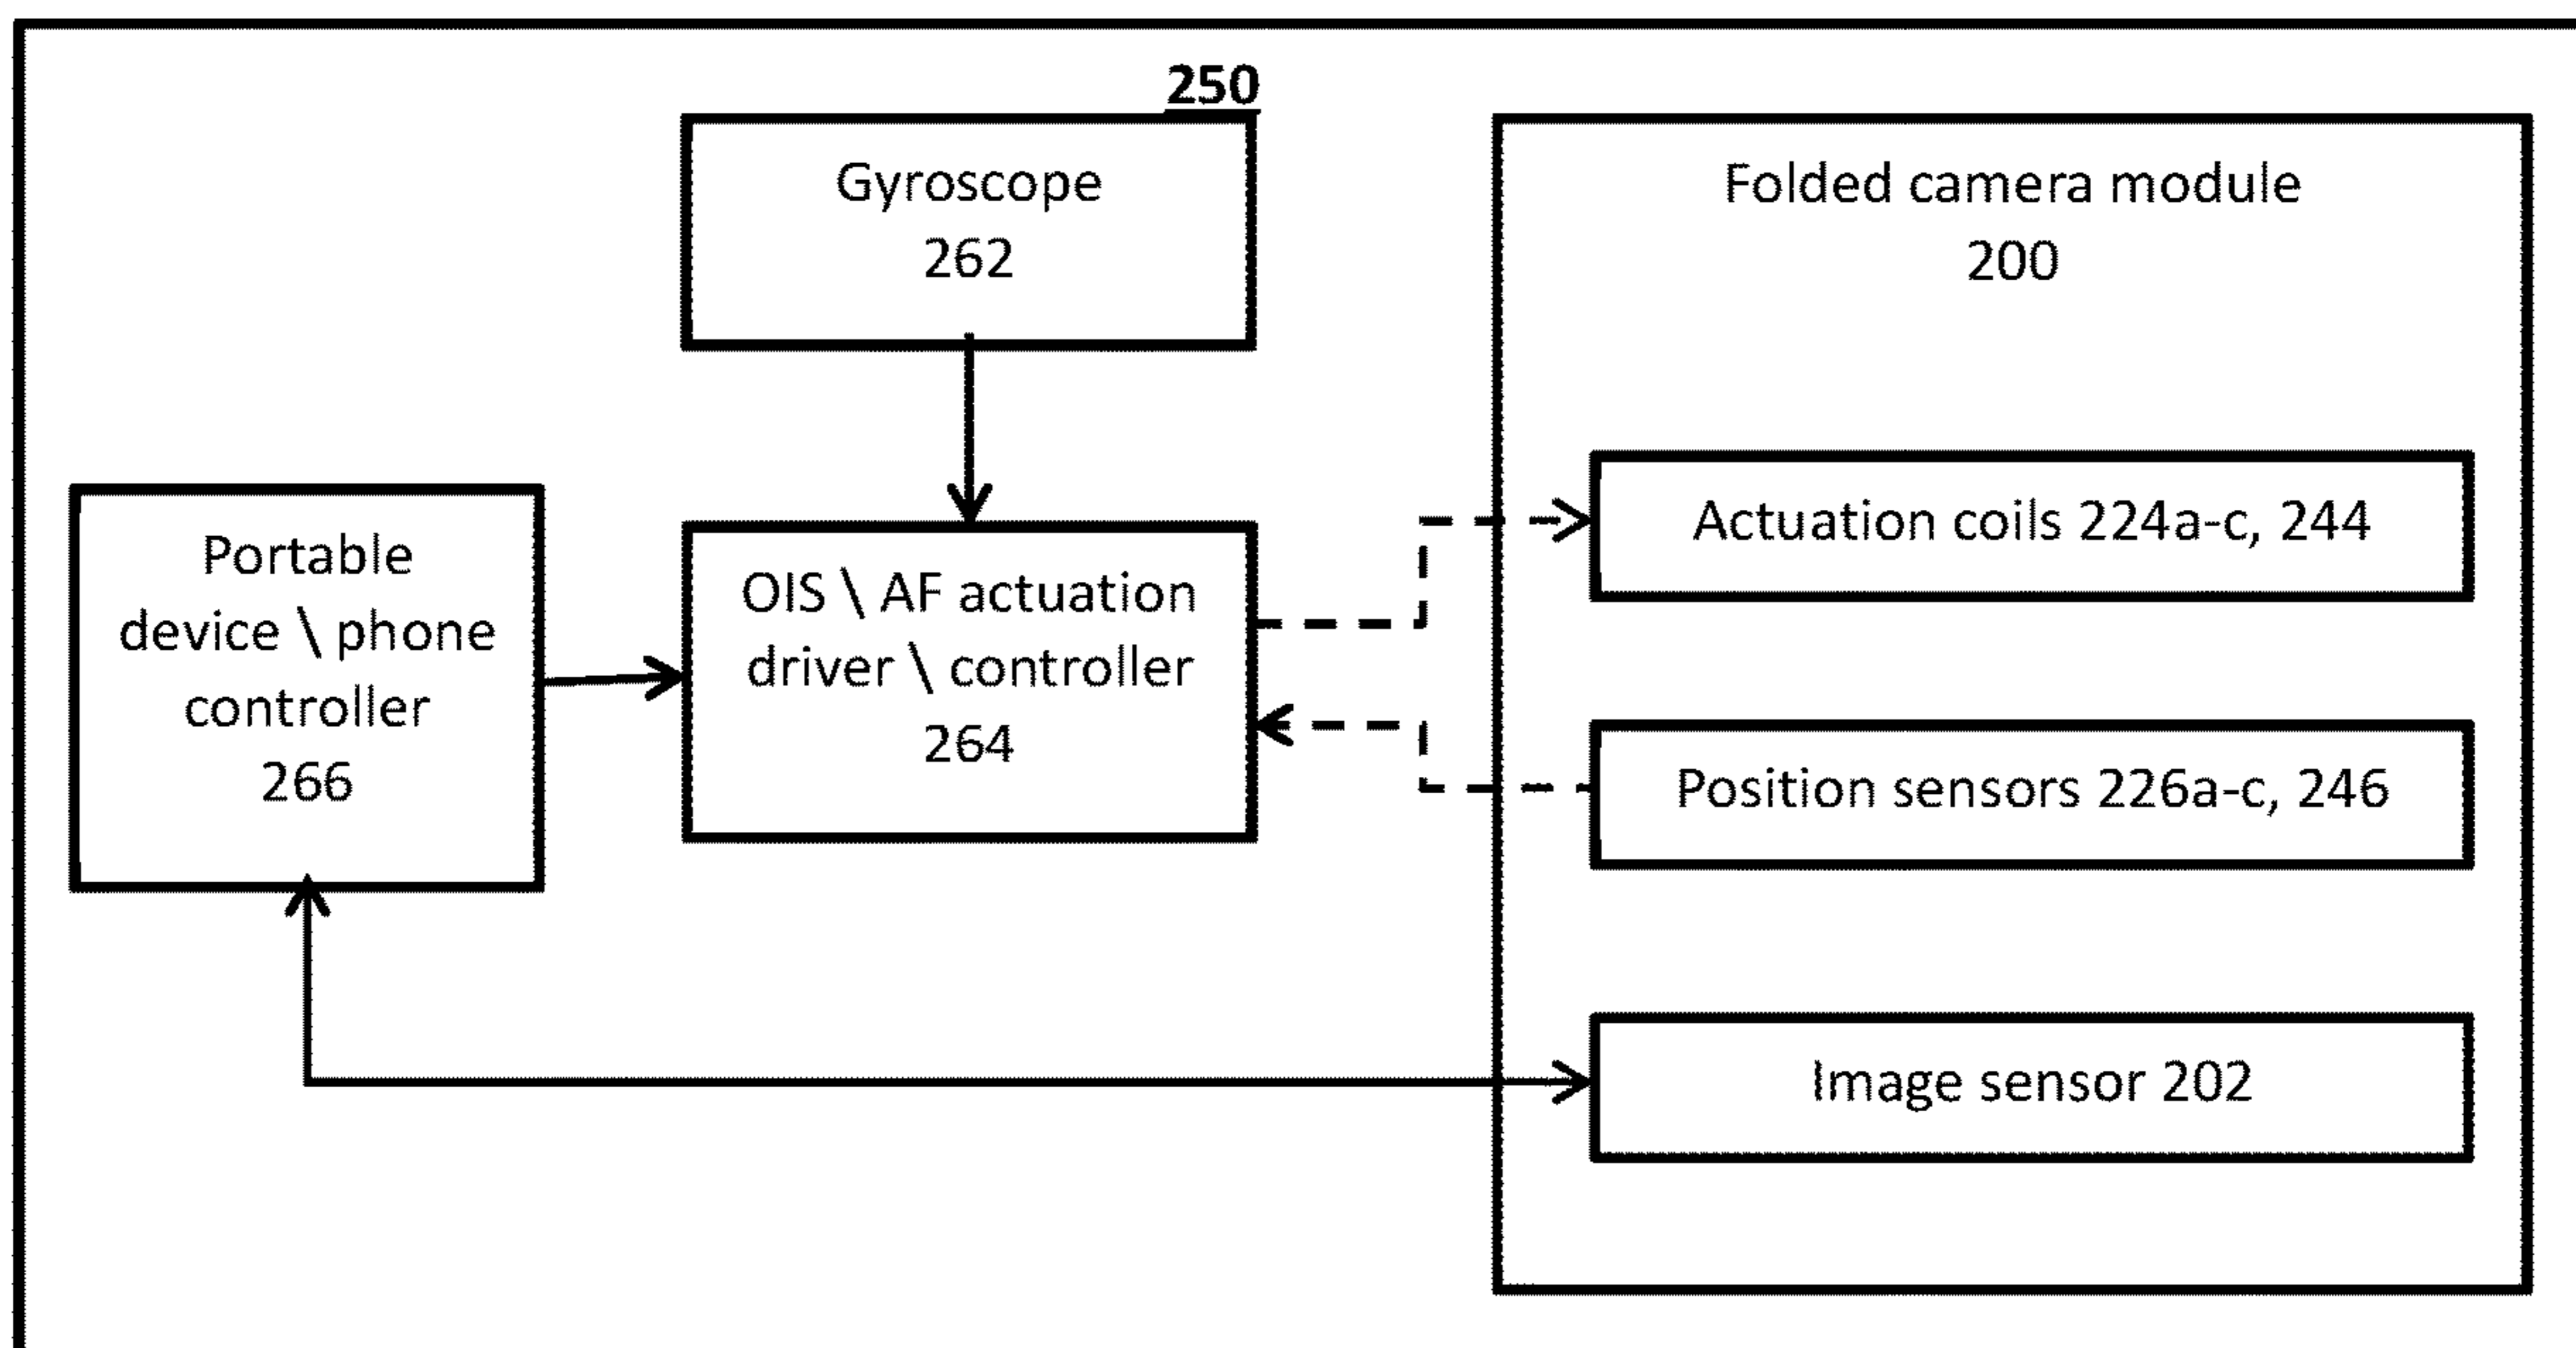 250
Gyroscope
262
Folded camera module
200
Portable
device \ phone
controller
266
OIS \ AF actuation
driver \ controller
264
Actuation coils 224a-c, 244
Position sensors 226a-c, 246
Image sensor 202